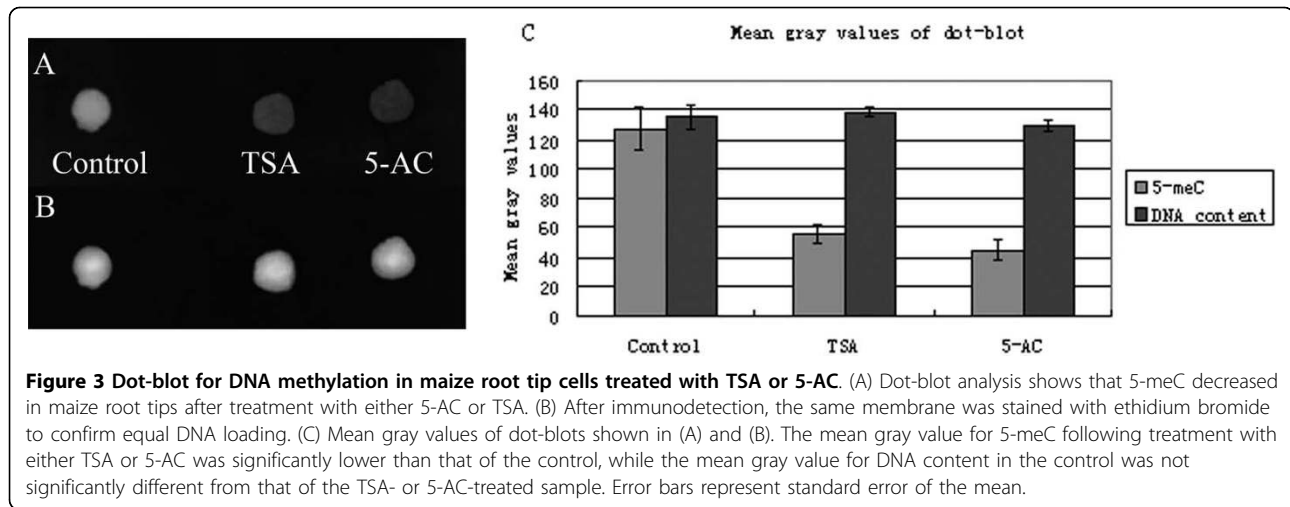 A
Control TSA 5-AC
B
C Mean gray values of dot-blot
Mean gray values
160
140
120
100
80
60
40
20
0
Control TSA 5-AC
5-meC
DNA content
Figure 3 Dot-blot for DNA methylation in maize root tip cells treated with TSA or 5-AC. (A) Dot-blot analysis shows that 5-meC decreased
in maize root tips after treatment with either 5-AC or TSA. (B) After immunodetection, the same membrane was stained with ethidium bromide
to confirm equal DNA loading. (C) Mean gray values of dot-blots shown in (A) and (B). The mean gray value for 5-meC following treatment with
either TSA or 5-AC was significantly lower than that of the control, while the mean gray value for DNA content in the control was not
significantly different from that of the TSA- or 5-AC-treated sample. Error bars represent standard error of the mean.